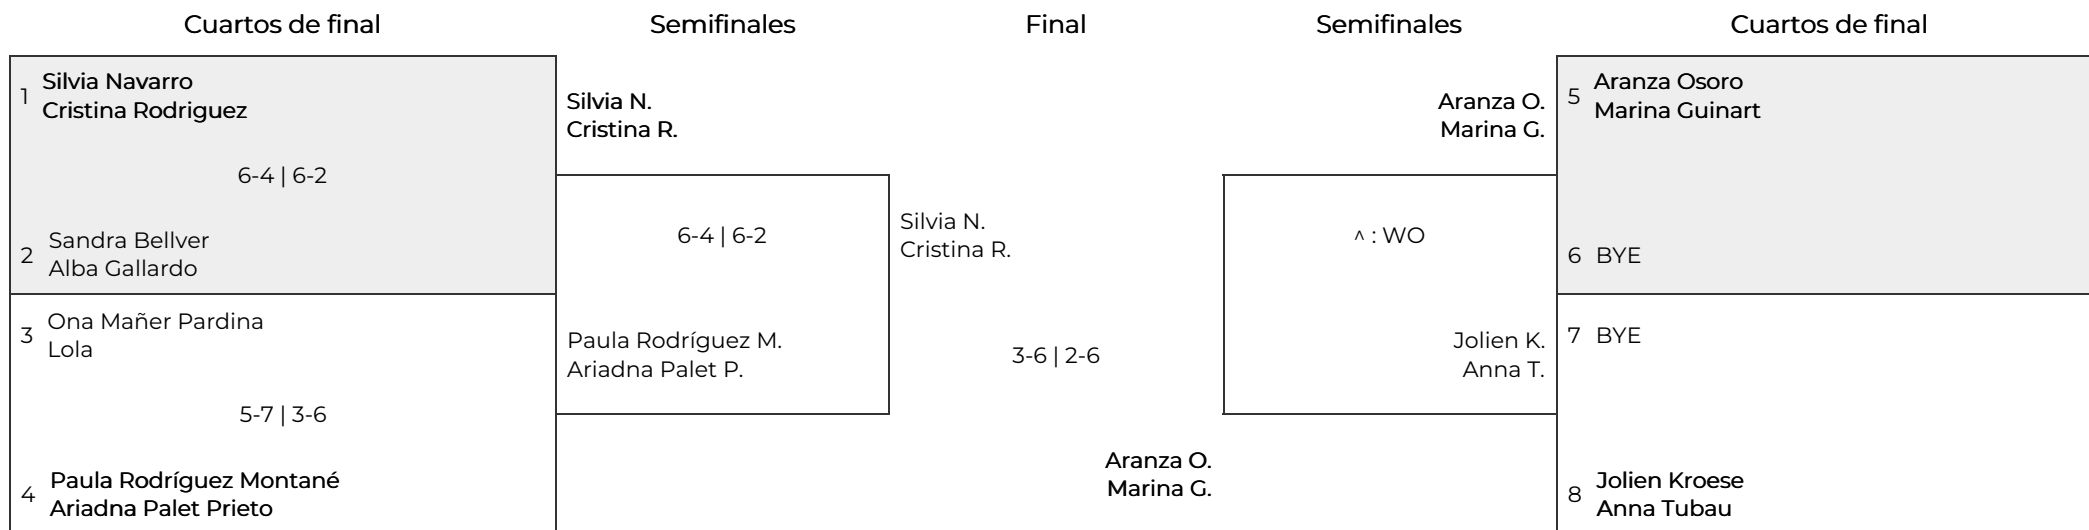 Cuartos de final
Semifinales
Final
Semifinales
Cuartos de final
1
Silvia Navarro
Cristina Rodriguez
6-4 | 6-2
2
Sandra Bellver
Alba Gallardo
3
Ona Mañer Pardina
Lola
5-7 | 3-6
4
Paula Rodríguez Montané
Ariadna Palet Prieto
Silvia N.
Cristina R.
6-4 | 6-2
Paula Rodríguez M.
Ariadna Palet P.
Silvia N.
Cristina R.
3-6 | 2-6
Aranza O.
Marina G.
Aranza O.
Marina G.
^ : WO
Jolien K.
Anna T.
5
Aranza Osoro
Marina Guinart
6 BYE
7 BYE
8
Jolien Kroese
Anna Tubau